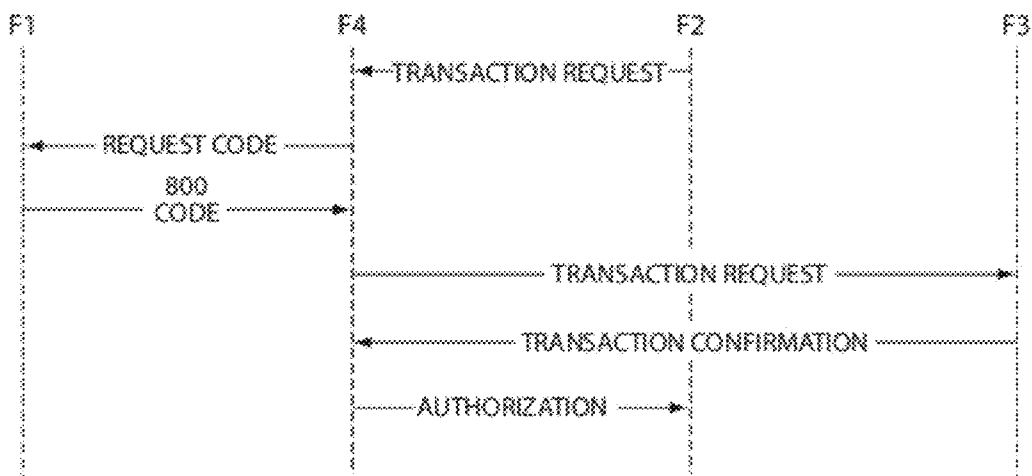 F1 F4 F2 F3
TRANSACTION REQUEST
REQUEST CODE
800
CODE
TRANSACTION REQUEST
TRANSACTION CONFIRMATION
AUTHORIZATION